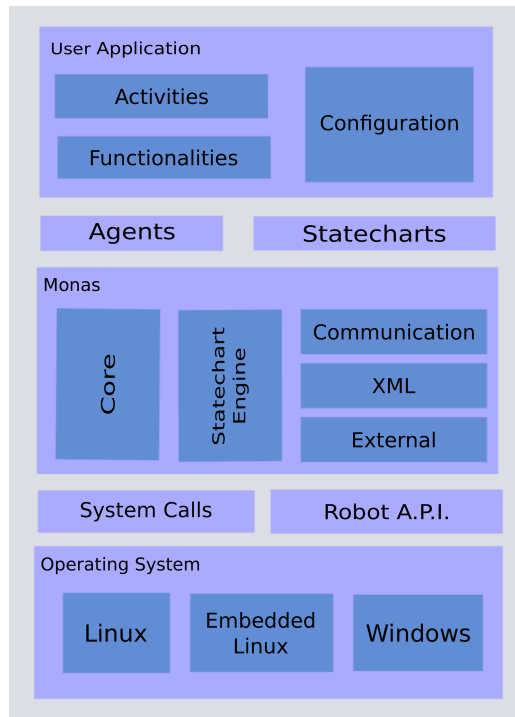 User Application
Activities
Configuration
Functionalities
Agents
Statecharts
Monas
Core
Statechart
Engine
Communication
XML
External
System Calls
Robot A.P.I.
Operating System
Linux
Embedded
Linux
Windows